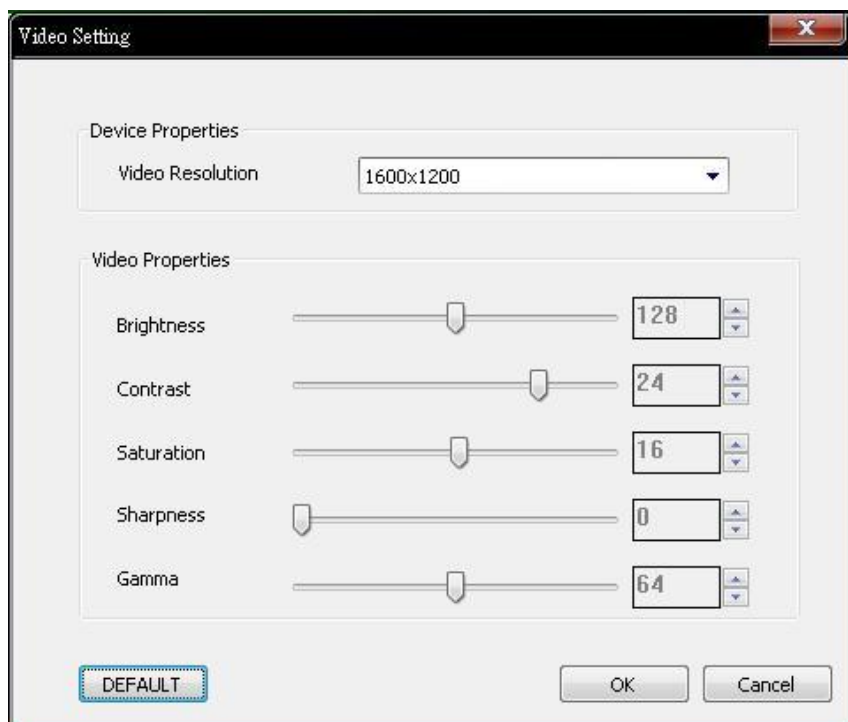 Video Setting
Device Properties
Video Resolution 1600x1200
Video Properties
Brightness 128
Contrast 24
Saturation 16
Sharpness 0
Gamma 64
DEFAULT OK Cancel